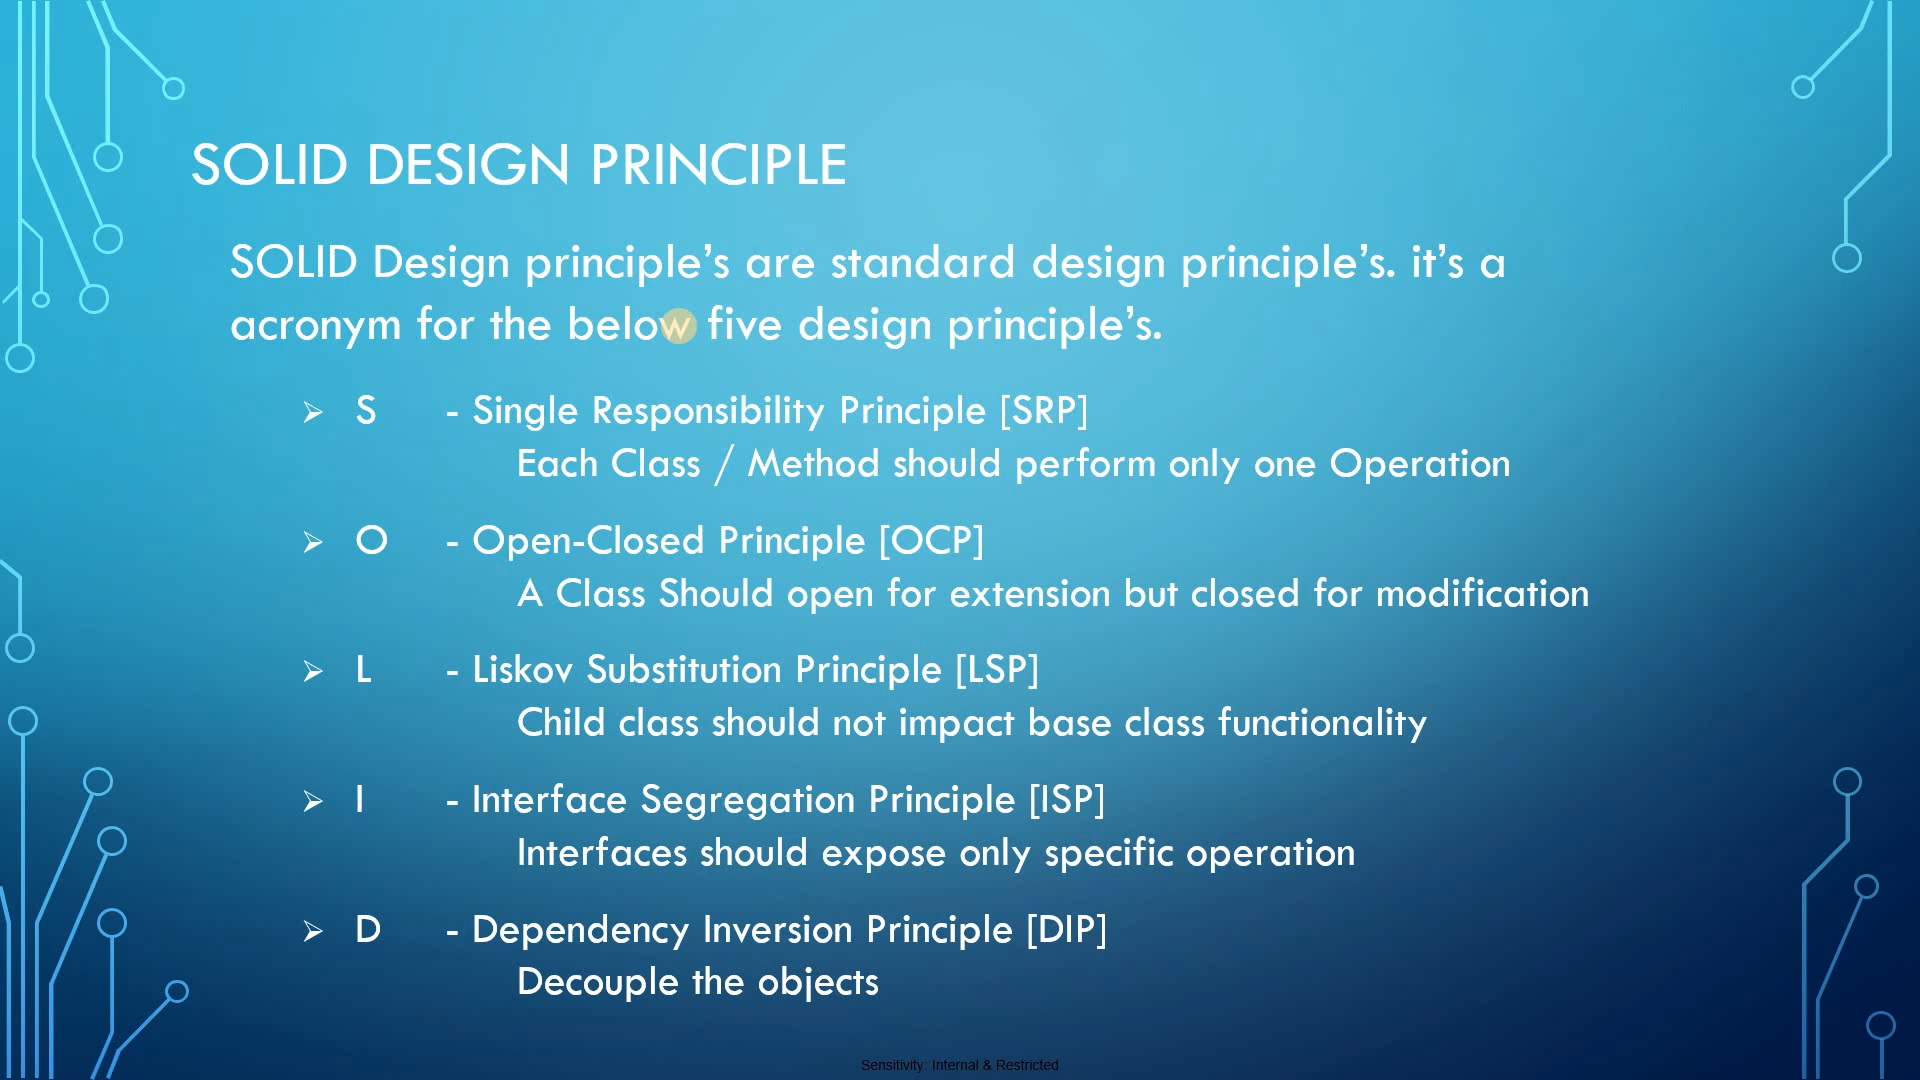 SOLID DESIGN PRINCIPLE
SOLID Design principle’s are standard design principle’s. it’s a
acronym for the below five design principle’s.
➢ S - Single Responsibility Principle [SRP]
Each Class / Method should perform only one Operation
➢ O - Open-Closed Principle [OCP]
A Class Should open for extension but closed for modification
➢ L - Liskov Substitution Principle [LSP]
Child class should not impact base class functionality
➢ I - Interface Segregation Principle [ISP]
Interfaces should expose only specific operation
➢ D - Dependency Inversion Principle [DIP]
Decouple the objects
Sensitivity: Internal & Restricted